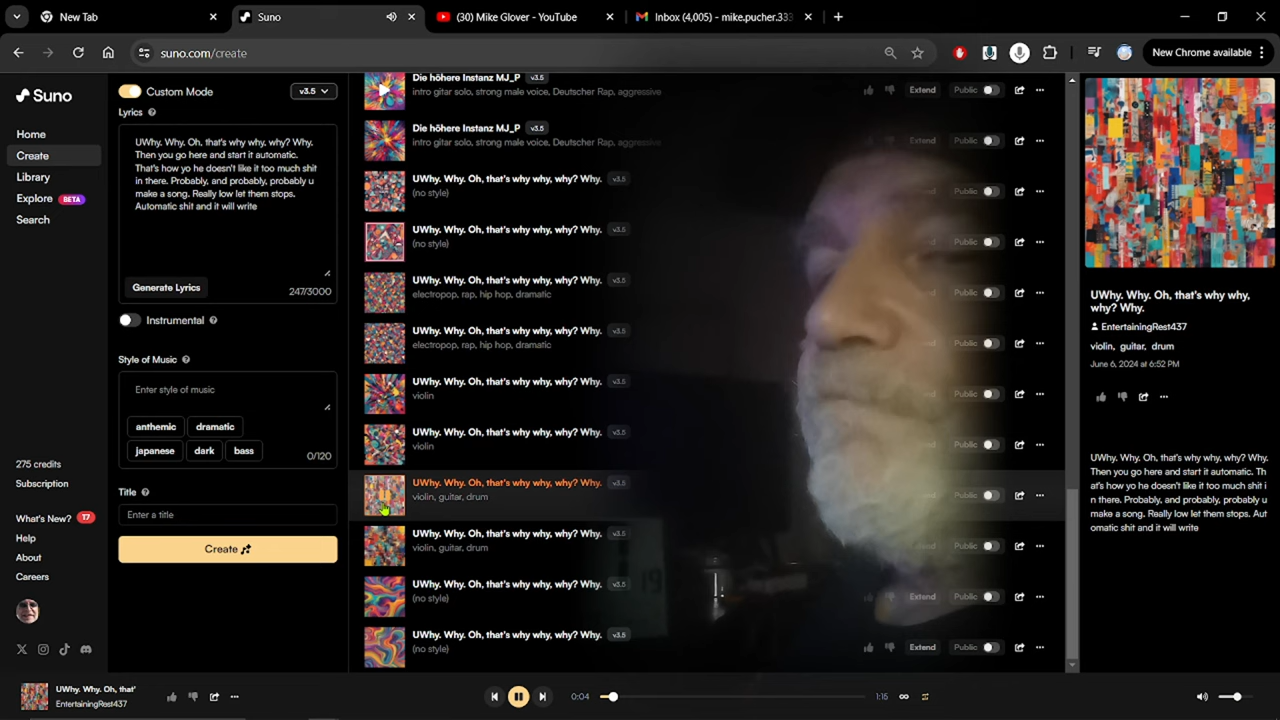 New Tab
Suno
(30) Mike Glover - YouTube
Inbox (4,005) - mike.pucher.333
suno.com/create
New Chrome available
Suno
Home
Create
Library
Explore BETA
Search
275 credits
Subscription
What's New? 17
Help
About
Careers
Custom Mode
v3.5
Lyrics
UWhy. Why. Oh, that's why why, why? Why.
Then you go here and start it automatic.
That's how yo he doesn't like it too much shit
in there. Probably, and probably, probably u
make a song. Really low let them stops.
Automatic shit and it will write
Generate Lyrics
247/3000
Instrumental
Style of Music
Enter style of music
anthemic
dramatic
japanese
dark
bass
0/120
Title
Enter a title
Create
Die höhere Instanz MJ_P v3.5
intro gitar solo, strong male voice, Deutscher Rap, aggressive
Extend Public
Die höhere Instanz MJ_P v3.5
intro gitar solo, strong male voice, Deutscher Rap, aggressive
Extend Public
UWhy. Why. Oh, that's why why, why? Why. v3.5
(no style)
Public
UWhy. Why. Oh, that's why why, why? Why. v3.5
(no style)
Public
UWhy. Why. Oh, that's why why, why? Why. v3.5
electropop, rap, hip hop, dramatic
Public
UWhy. Why. Oh, that's why why, why? Why. v3.5
electropop, rap, hip hop, dramatic
Public
UWhy. Why. Oh, that's why why, why? Why. v3.5
violin
Public
UWhy. Why. Oh, that's why why, why? Why. v3.5
violin
Public
UWhy. Why. Oh, that's why why, why? Why. v3.5
violin, guitar, drum
Public
UWhy. Why. Oh, that's why why, why? Why. v3.5
violin, guitar, drum
Public
UWhy. Why. Oh, that's why why, why? Why. v3.5
(no style)
Extend Public
UWhy. Why. Oh, that's why why, why? Why. v3.5
(no style)
Extend Public
UWhy. Why. Oh, that's why why,
why? Why.
EntertainingRest437
violin, guitar, drum
June 6, 2024 at 6:52 PM
UWhy. Why. Oh, that's why why, why? Why.
Then you go here and start it automatic. Th
at's how yo he doesn't like it too much shit i
n there. Probably, and probably, probably u
make a song. Really low let them stops. Aut
omatic shit and it will write
UWhy. Why. Oh, that'
EntertainingRest437
0:04
1:15